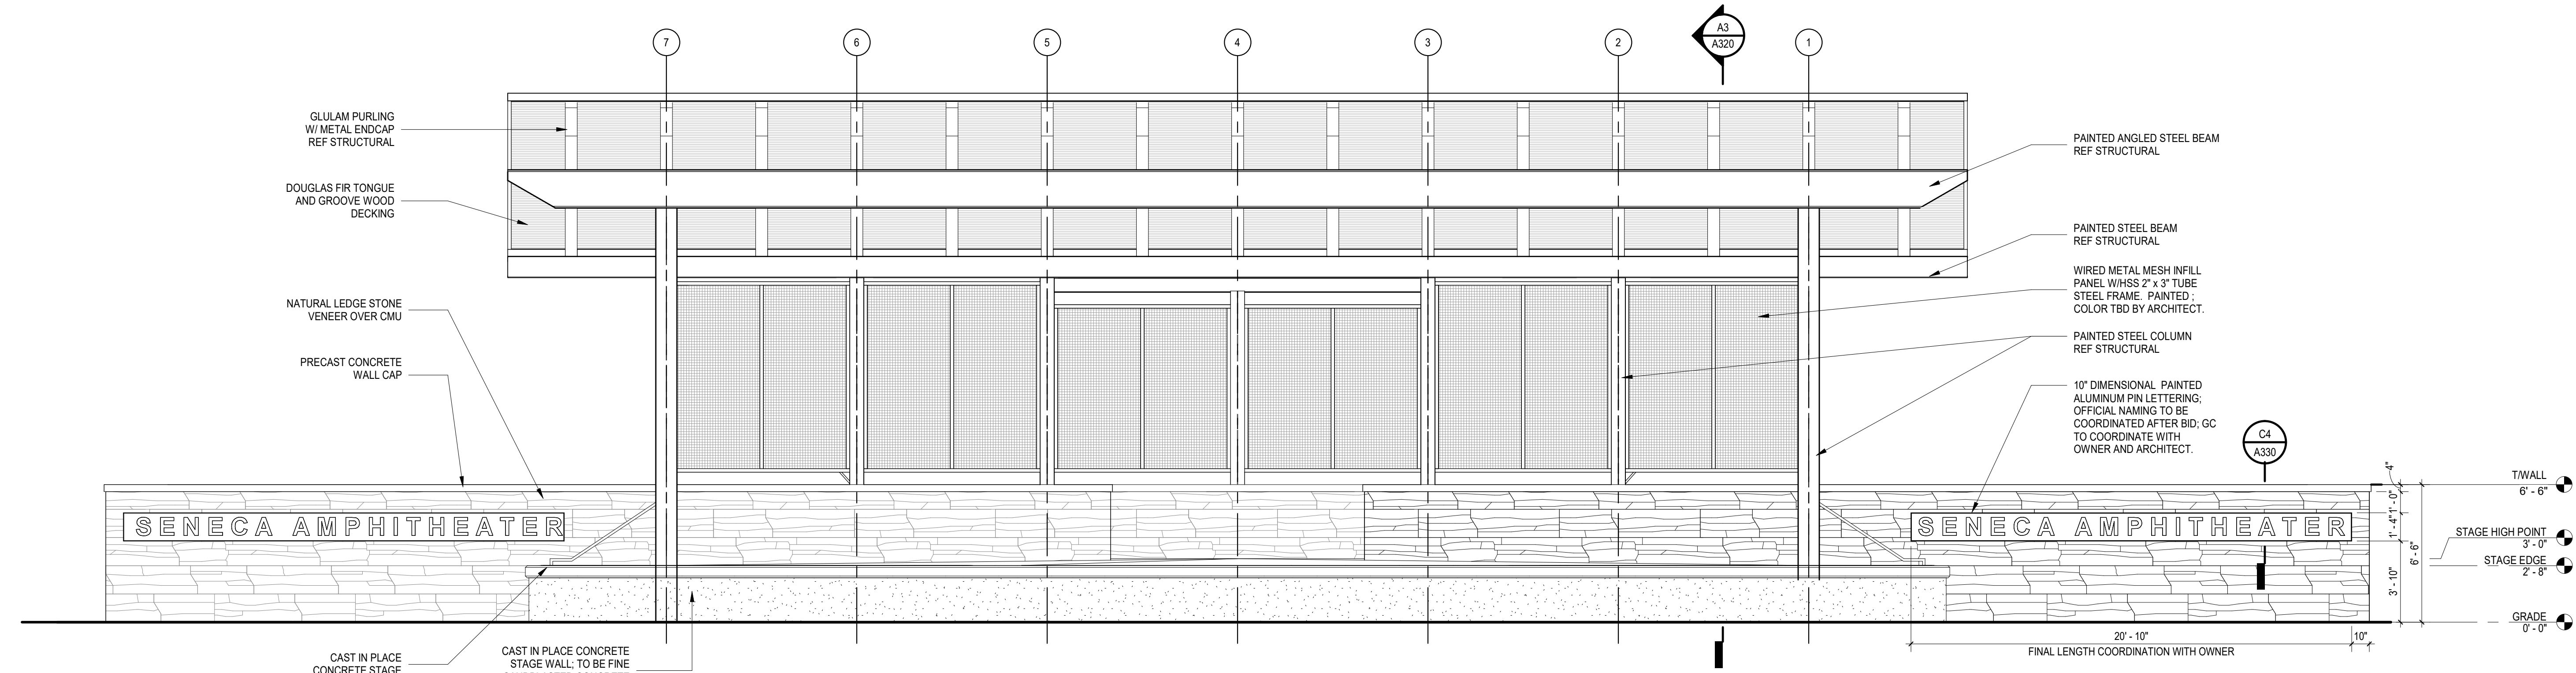 7
6
5
4
3
2
1
A3
A320
GLULAM PURLING
W/ METAL ENDCAP
REF STRUCTURAL
DOUGLAS FIR TONGUE
AND GROOVE WOOD
DECKING
NATURAL LEDGE STONE
VENEER OVER CMU
PRECAST CONCRETE
WALL CAP
PAINTED ANGLED STEEL BEAM
REF STRUCTURAL
PAINTED STEEL BEAM
REF STRUCTURAL
WIRED METAL MESH INFILL
PANEL W/HSS 2" x 3" TUBE
STEEL FRAME. PAINTED ;
COLOR TBD BY ARCHITECT.
PAINTED STEEL COLUMN
REF STRUCTURAL
10" DIMENSIONAL PAINTED
ALUMINUM PIN LETTERING;
OFFICIAL NAMING TO BE
COORDINATED AFTER BID; GC
TO COORDINATE WITH
OWNER AND ARCHITECT.
C4
A330
SENECA AMPHITHEATER
SENECA AMPHITHEATER
4"
1' - 0"
1' - 4"
3' - 10"
6' - 6"
T/WALL
6' - 6"
STAGE HIGH POINT
3' - 0"
STAGE EDGE
2' - 8"
GRADE
0' - 0"
20' - 10"
10"
FINAL LENGTH COORDINATION WITH OWNER
CAST IN PLACE
CONCRETE STAGE
CAST IN PLACE CONCRETE
STAGE WALL; TO BE FINE